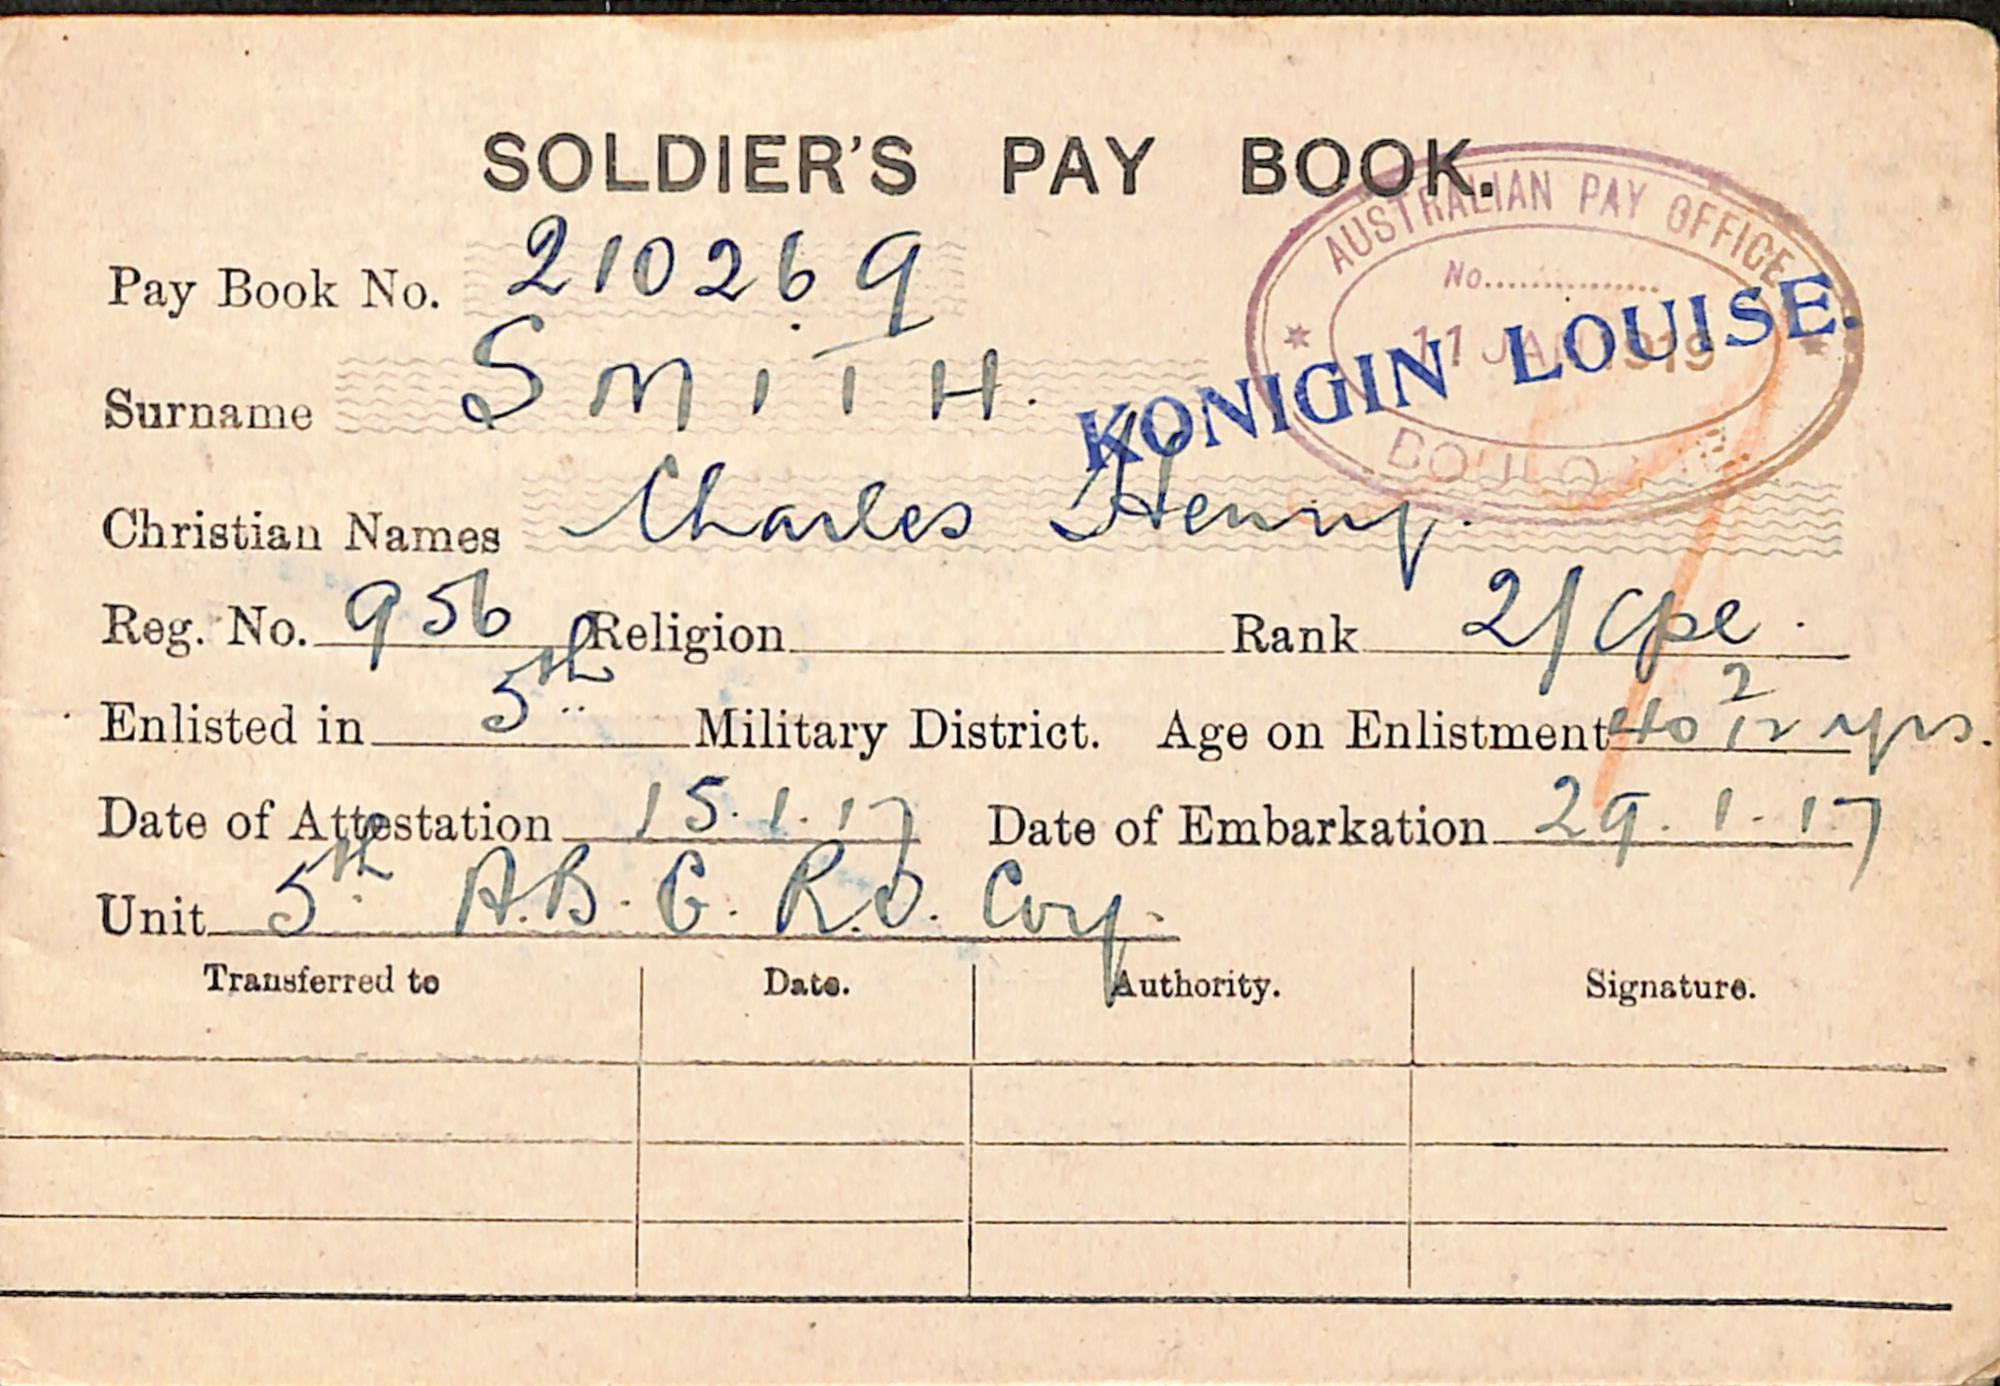 SOLDIER'S PAY BOOK.
AUSTRALIAN PAY OFFICE
No...............
Pay Book No. 210269
KONIGIN LOUISE.
Surname SMITH.
Christian Names Charles Henry.
Reg. No. 956 Religion Rank 2/Cpl.
Enlisted in 5th Military District. Age on Enlistment 40 2/12 yrs.
Date of Attestation 15.1.17 Date of Embarkation 29.1.17
Unit 5th A.B.G.R.O. Coy.
Transferred to Date. Authority. Signature.